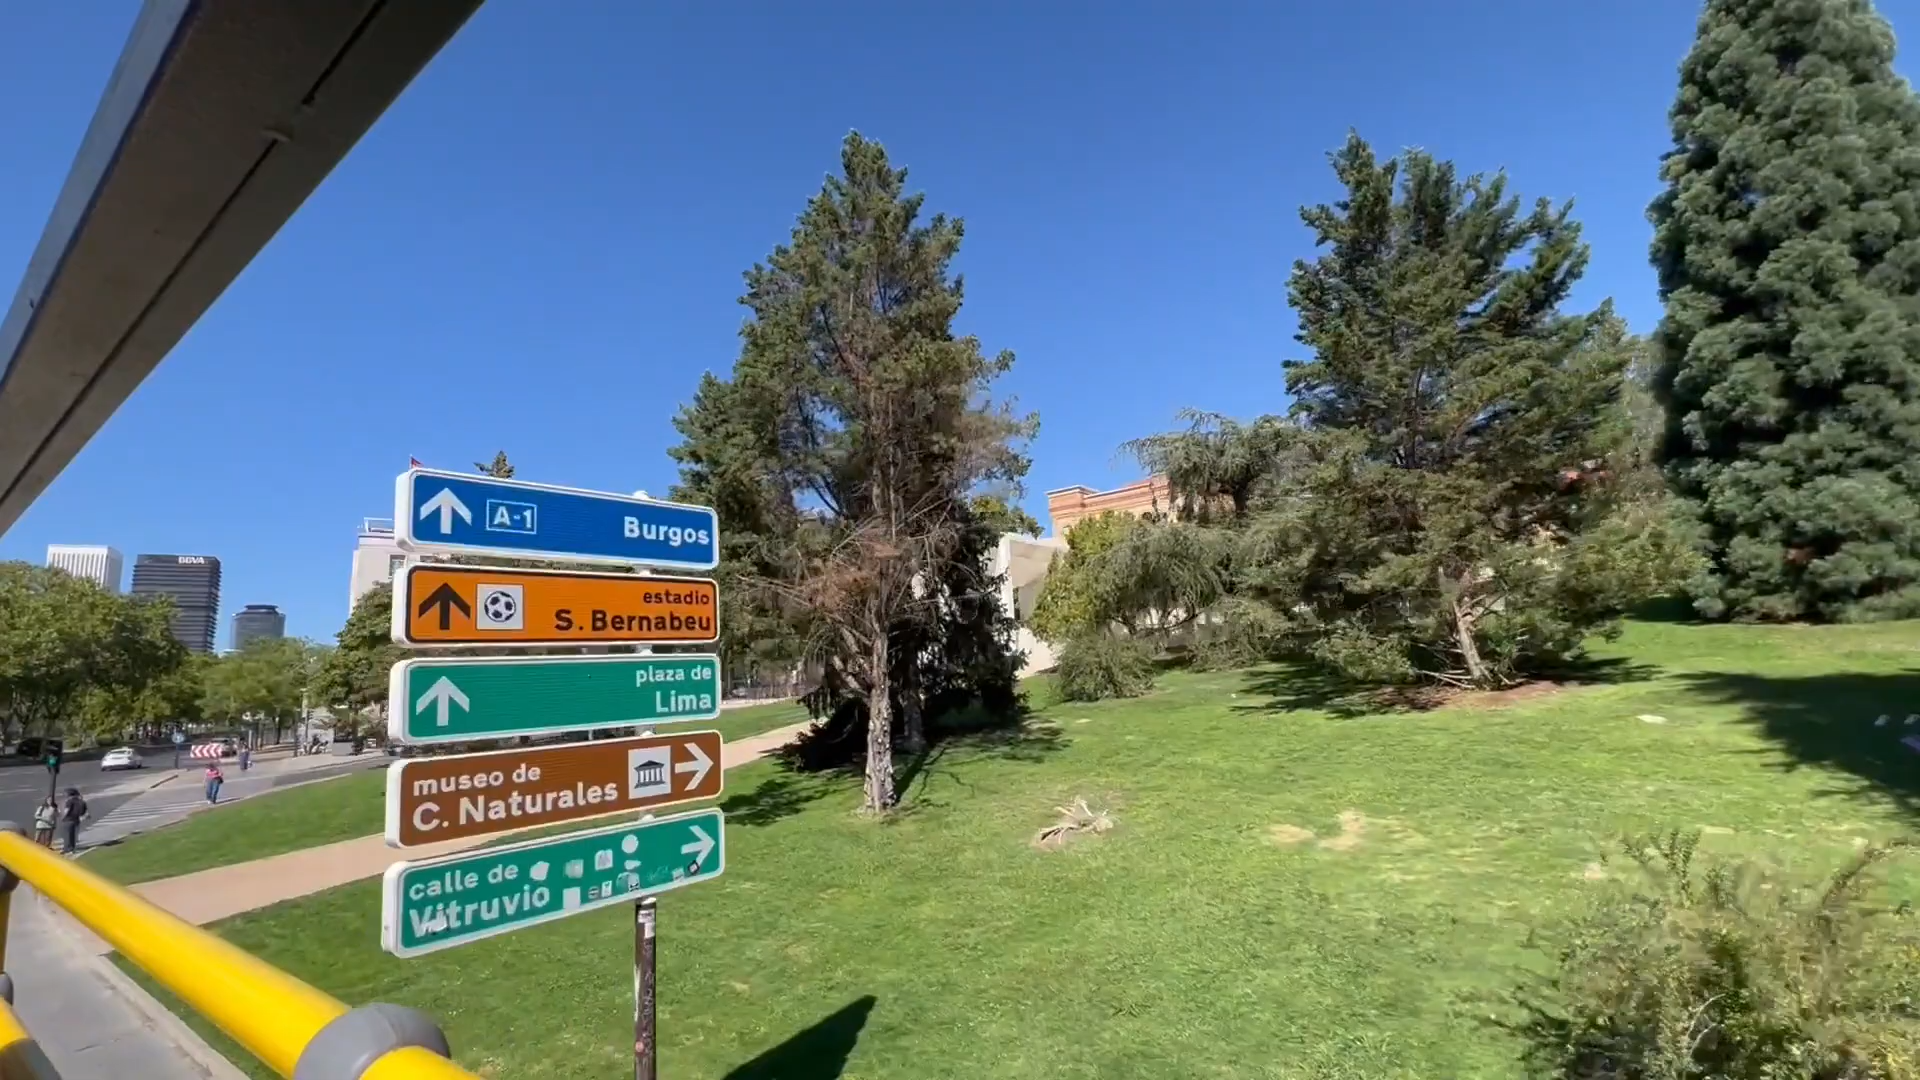 BBVA
A-1
Burgos
estadio
S. Bernabeu
plaza de
Lima
museo de
C. Naturales
calle de
Vitruvio